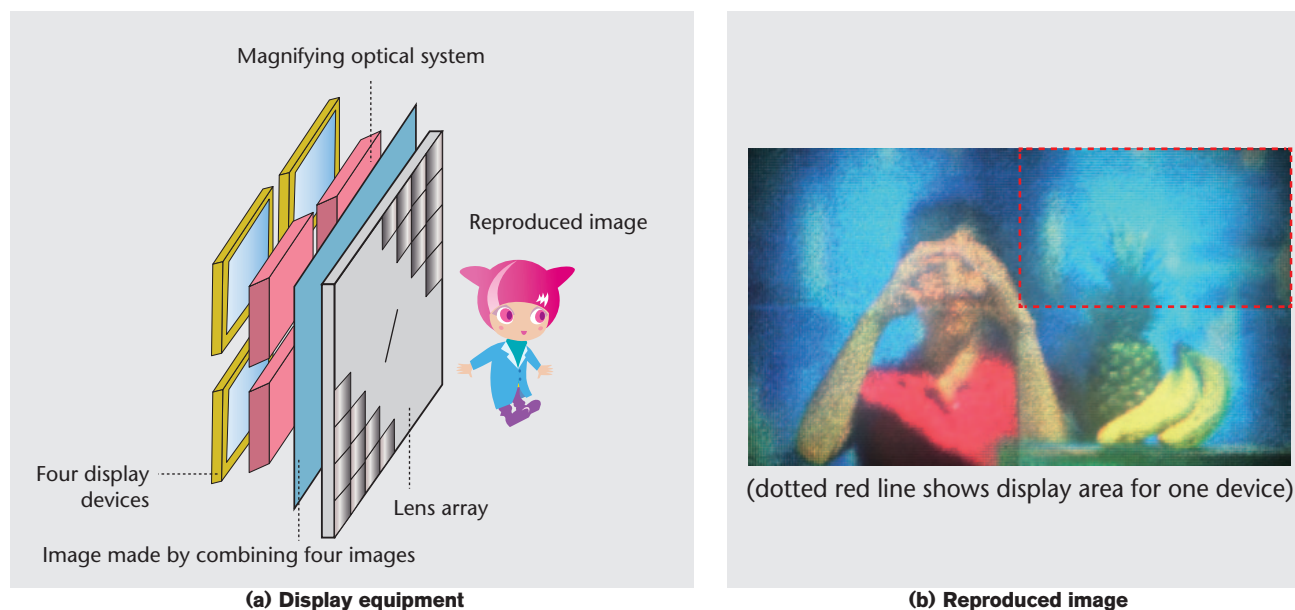 Magnifying optical system
Reproduced image
Four display
devices
Lens array
Image made by combining four images
(a) Display equipment
(dotted red line shows display area for one device)
(b) Reproduced image